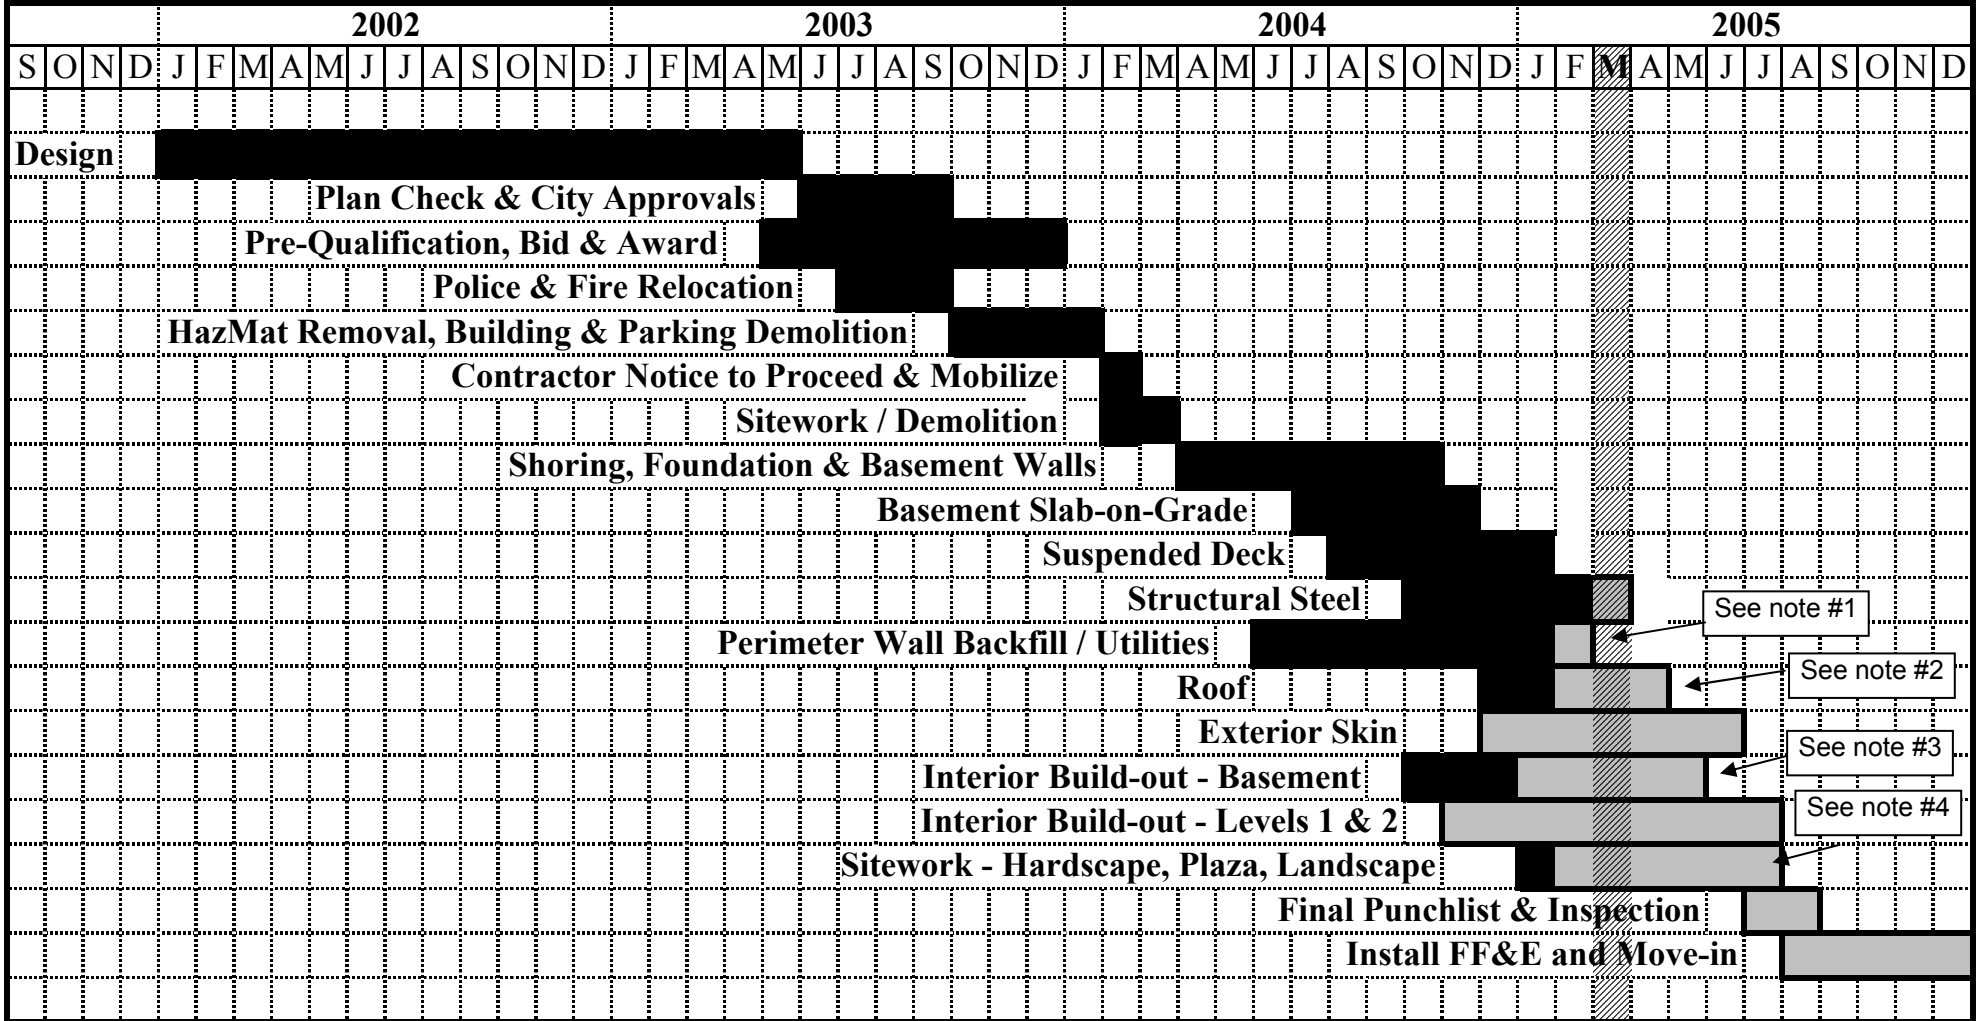 2002 2003 2004 2005
S O N D J F M A M J J A S O N D J F M A M J J A S O N D J F M A M J J A S O N D J F M A M J J A S O N D
Design
Plan Check & City Approvals
Pre-Qualification, Bid & Award
Police & Fire Relocation
HazMat Removal, Building & Parking Demolition
Contractor Notice to Proceed & Mobilize
Sitework / Demolition
Shoring, Foundation & Basement Walls
Basement Slab-on-Grade
Suspended Deck
Structural Steel
See note #1
Perimeter Wall Backfill / Utilities
See note #2
Roof
Exterior Skin
See note #3
Interior Build-out - Basement
See note #4
Interior Build-out - Levels 1 & 2
Sitework - Hardscape, Plaza, Landscape
Final Punchlist & Inspection
Install FF&E and Move-in